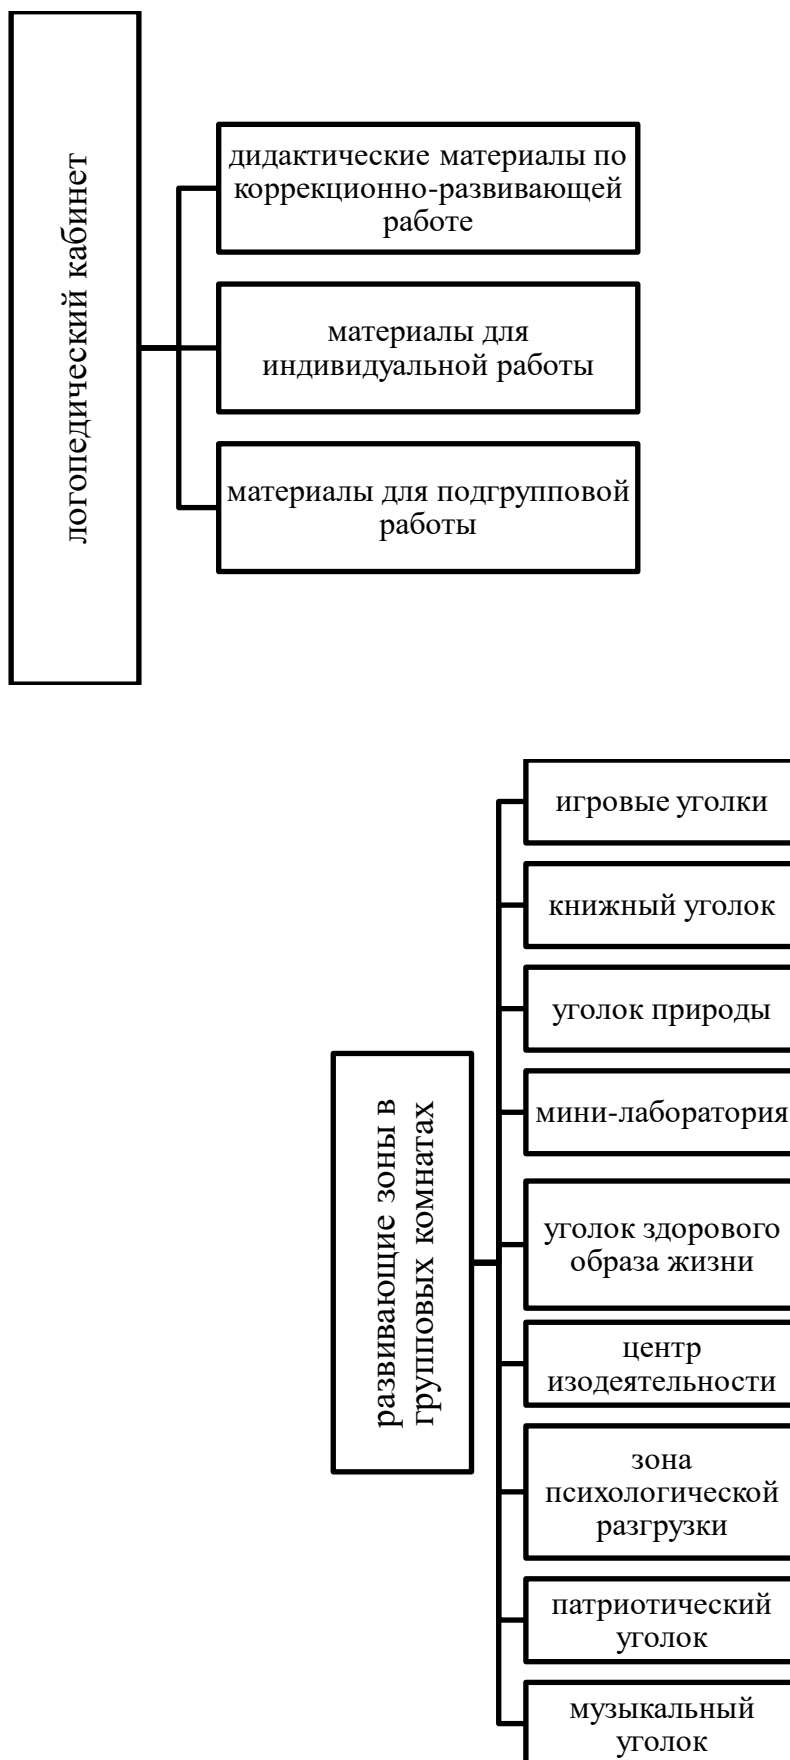 логопедический кабинет
дидактические материалы по
коррекционно-развивающей
работе
материалы для
индивидуальной работы
материалы для подгрупповой
работы
развивающие зоны в
групповых комнатах
игровые уголки
книжный уголок
уголок природы
мини-лаборатория
уголок здорового
образа жизни
центр
изодеятельности
зона
психологической
разгрузки
патриотический
уголок
музыкальный
уголок